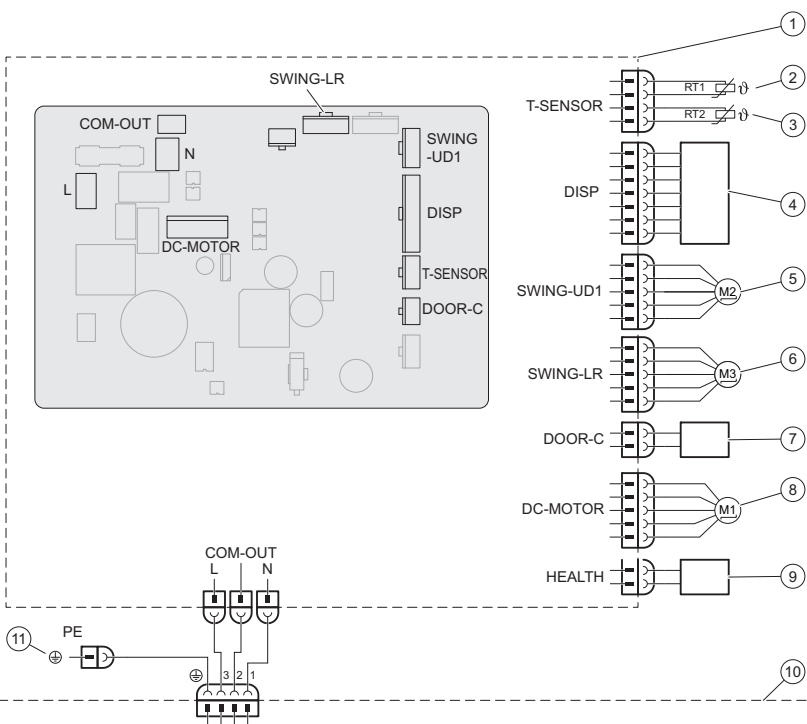 1
SWING-LR
2
RT1 ϑ
T-SENSOR
COM-OUT
RT2 ϑ
3
N
SWING
-UD1
L
DISP
4
DISP
DC-MOTOR
T-SENSOR
5
SWING-UD1
M2
DOOR-C
6
SWING-LR
M3
DOOR-C
7
8
DC-MOTOR
M1
COM-OUT
L N
HEALTH
9
11
PE
3 2 1
10